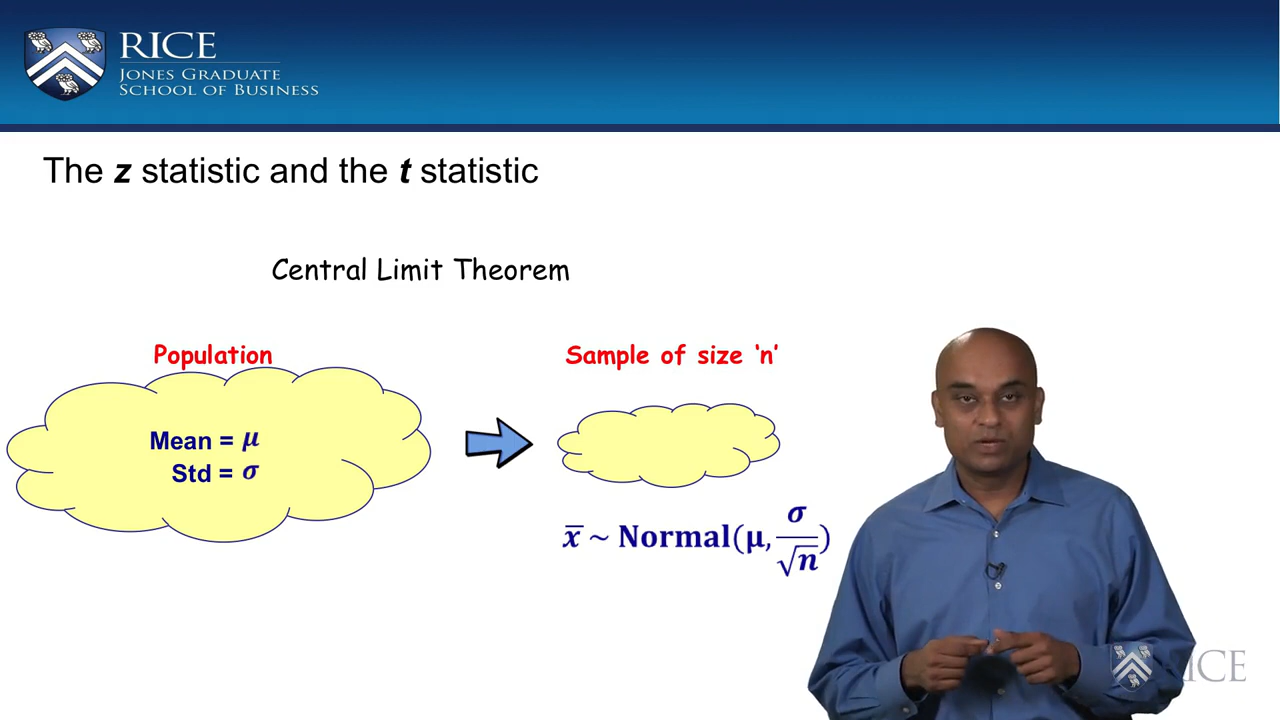 RICE
JONES GRADUATE
SCHOOL OF BUSINESS
The z statistic and the t statistic
Central Limit Theorem
Population
Sample of size ‘n’
Mean = μ
Std = σ
x̄ ~ Normal(μ, σ/√n)
RICE